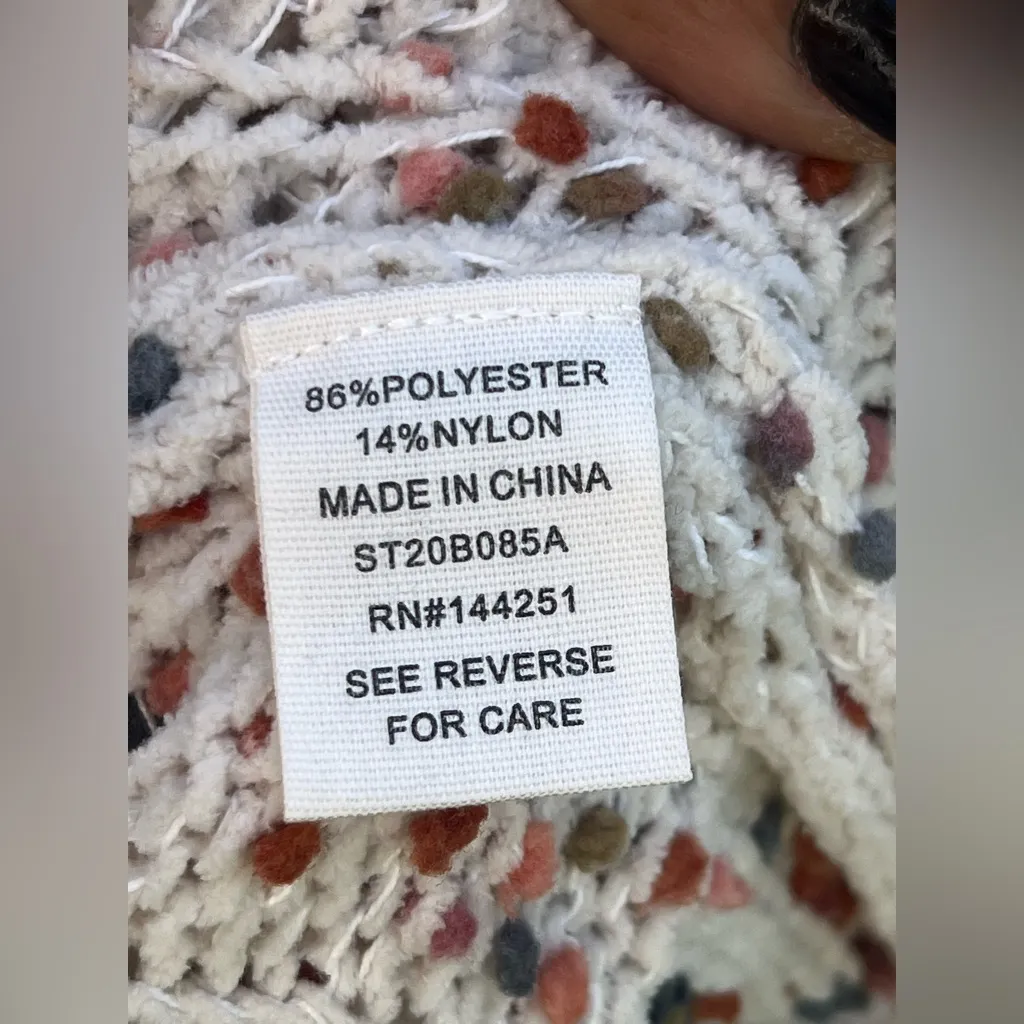 86%POLYESTER
14%NYLON
MADE IN CHINA
ST20B085A
RN#144251
SEE REVERSE
FOR CARE